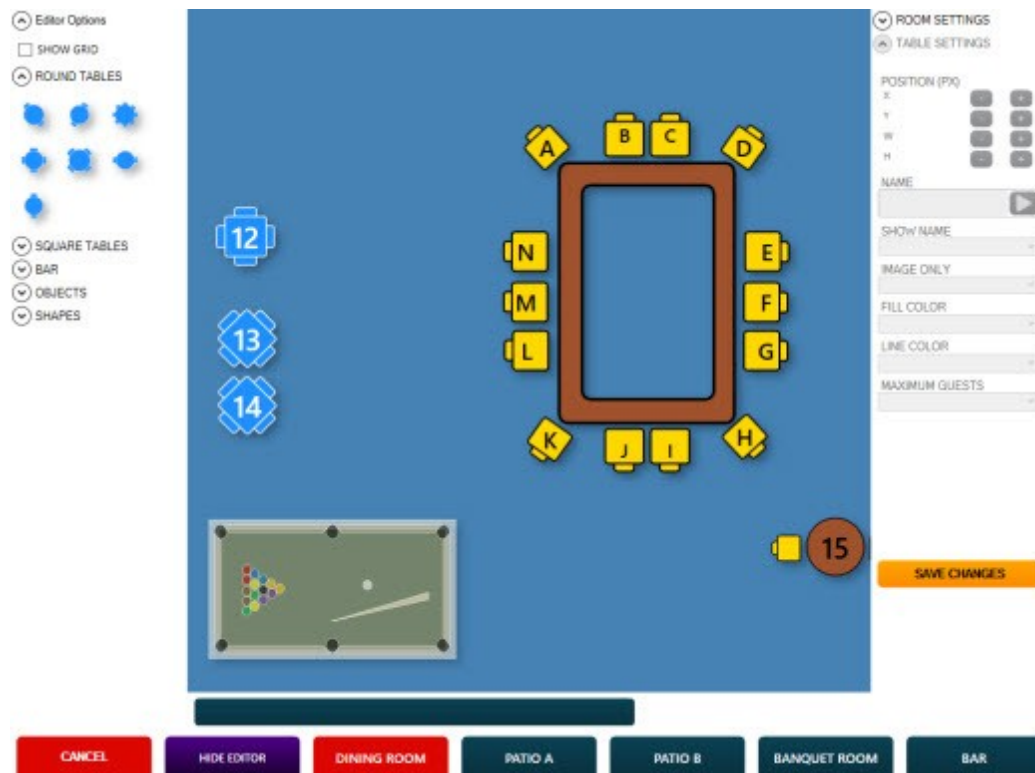 Editor Options
SHOW GRID
ROUND TABLES
SQUARE TABLES
BAR
OBJECTS
SHAPES
12
13
14
A
B
C
D
N
E
M
F
L
G
K
J
I
H
15
ROOM SETTINGS
TABLE SETTINGS
POSITION (PX)
X
Y
W
H
NAME
SHOW NAME
IMAGE ONLY
FILL COLOR
LINE COLOR
MAXIMUM GUESTS
SAVE CHANGES
CANCEL
HIDE EDITOR
DINING ROOM
PATIO A
PATIO B
BANQUET ROOM
BAR